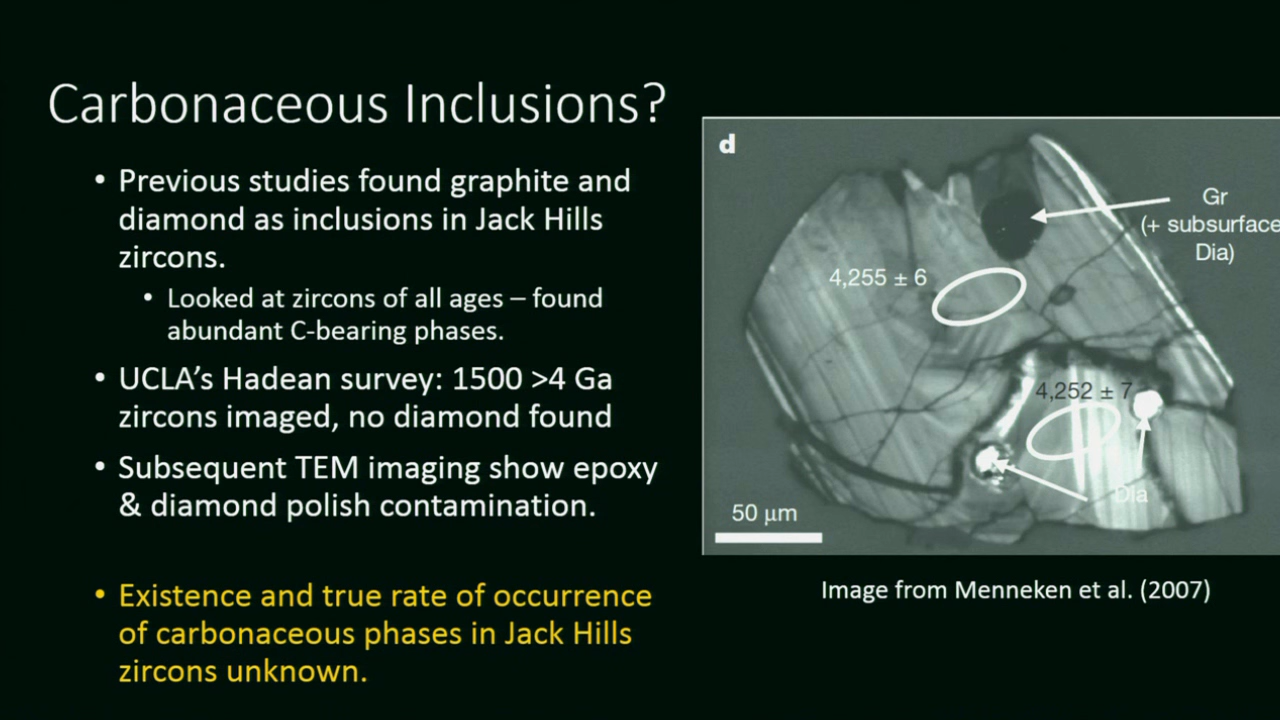 Carbonaceous Inclusions?
• Previous studies found graphite and
diamond as inclusions in Jack Hills
zircons.
• Looked at zircons of all ages – found
abundant C-bearing phases.
• UCLA’s Hadean survey: 1500 >4 Ga
zircons imaged, no diamond found
• Subsequent TEM imaging show epoxy
& diamond polish contamination.
• Existence and true rate of occurrence
of carbonaceous phases in Jack Hills
zircons unknown.
d
Gr
(+ subsurface
Dia)
4,255 ± 6
4,252 ± 7
Dia
50 μm
Image from Menneken et al. (2007)